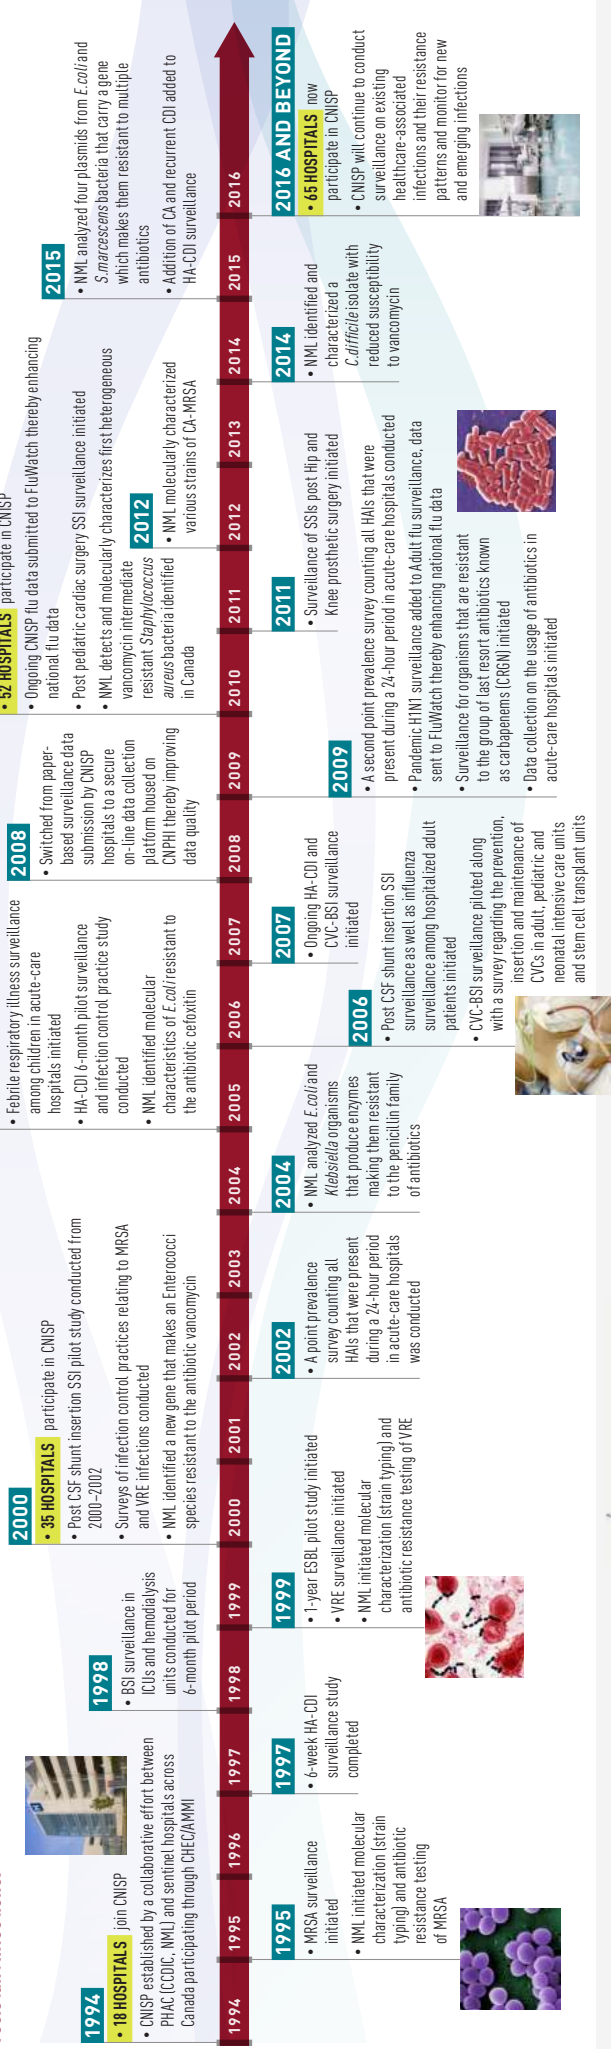 1994
• 18 HOSPITALS join CNISP
• CNISP established by a collaborative effort between
PHAC (CCDIC, NML) and sentinel hospitals across
Canada participating through CHEC/AMMI
1998
• BSI surveillance in
ICUs and hemodialysis
units conducted for
6-month pilot period
2000
• 35 HOSPITALS participate in CNISP
• Post CSF shunt insertion SSI pilot study conducted from
2000–2002
• Surveys of infection control practices relating to MRSA
and VRE infections conducted
• NML identified a new gene that makes an Enterococci
species resistant to the antibiotic vancomycin
• Febrile respiratory illness surveillance
among children in acute-care
hospitals initiated
• HA-CDI 6-month pilot surveillance
and infection control practice study
conducted
• NML identified molecular
characteristics of E.coli resistant to
the antibiotic cefoxitin
2008
• Switched from paper-
based surveillance data
submission by CNISP
hospitals to a secure
on-line data collection
platform housed on
CNPHI thereby improving
data quality
• 52 HOSPITALS participate in CNISP
• Ongoing CNISP flu data submitted to FluWatch thereby enhancing
national flu data
• Post pediatric cardiac surgery SSI surveillance initiated
• NML detects and molecularly characterizes first heterogeneous
vancomycin intermediate
resistant Staphylococcus
aureus bacteria identified
in Canada
2012
• NML molecularly characterized
various strains of CA-MRSA
2015
• NML analyzed four plasmids from E.coli and
S.marcescens bacteria that carry a gene
which makes them resistant to multiple
antibiotics
• Addition of CA and recurrent CDI added to
HA-CDI surveillance
1994 1995 1996 1997 1998 1999 2000 2001 2002 2003 2004 2005 2006 2007 2008 2009 2010 2011 2012 2013 2014 2015 2016
1995
• MRSA surveillance
initiated
• NML initiated molecular
characterization (strain
typing) and antibiotic
resistance testing
of MRSA
1997
• 6-week HA-CDI
surveillance study
completed
1999
• 1-year ESBL pilot study initiated
• VRE surveillance initiated
• NML initiated molecular
characterization (strain typing) and
antibiotic resistance testing of VRE
2002
• A point prevalence
survey counting all
HAIs that were present
during a 24-hour period
in acute-care hospitals
was conducted
2004
• NML analyzed E.coli and
Klebsiella organisms
that produce enzymes
making them resistant
to the penicillin family
of antibiotics
2006
• Post CSF shunt insertion SSI
surveillance as well as influenza
surveillance among hospitalized adult
patients initiated
• CVC-BSI surveillance piloted along
with a survey regarding the prevention,
insertion and maintenance of
CVCs in adult, pediatric and
neonatal intensive care units
and stem cell transplant units
2007
• Ongoing HA-CDI and
CVC-BSI surveillance
initiated
2009
• A second point prevalence survey counting all HAIs that were
present during a 24-hour period in acute-care hospitals conducted
• Pandemic H1N1 surveillance added to Adult flu surveillance, data
sent to FluWatch thereby enhancing national flu data
• Surveillance for organisms that are resistant
to the group of last resort antibiotics known
as carbapenems (CRGN) initiated
• Data collection on the usage of antibiotics in
acute-care hospitals initiated
2011
• Surveillance of SSIs post Hip and
Knee prosthetic surgery initiated
2014
• NML identified and
characterized a
C.difficile isolate with
reduced susceptibility
to vancomycin
2016 AND BEYOND
• 65 HOSPITALS now
participate in CNISP
• CNISP will continue to conduct
surveillance on existing
healthcare-associated
infections and their resistance
patterns and monitor for new
and emerging infections